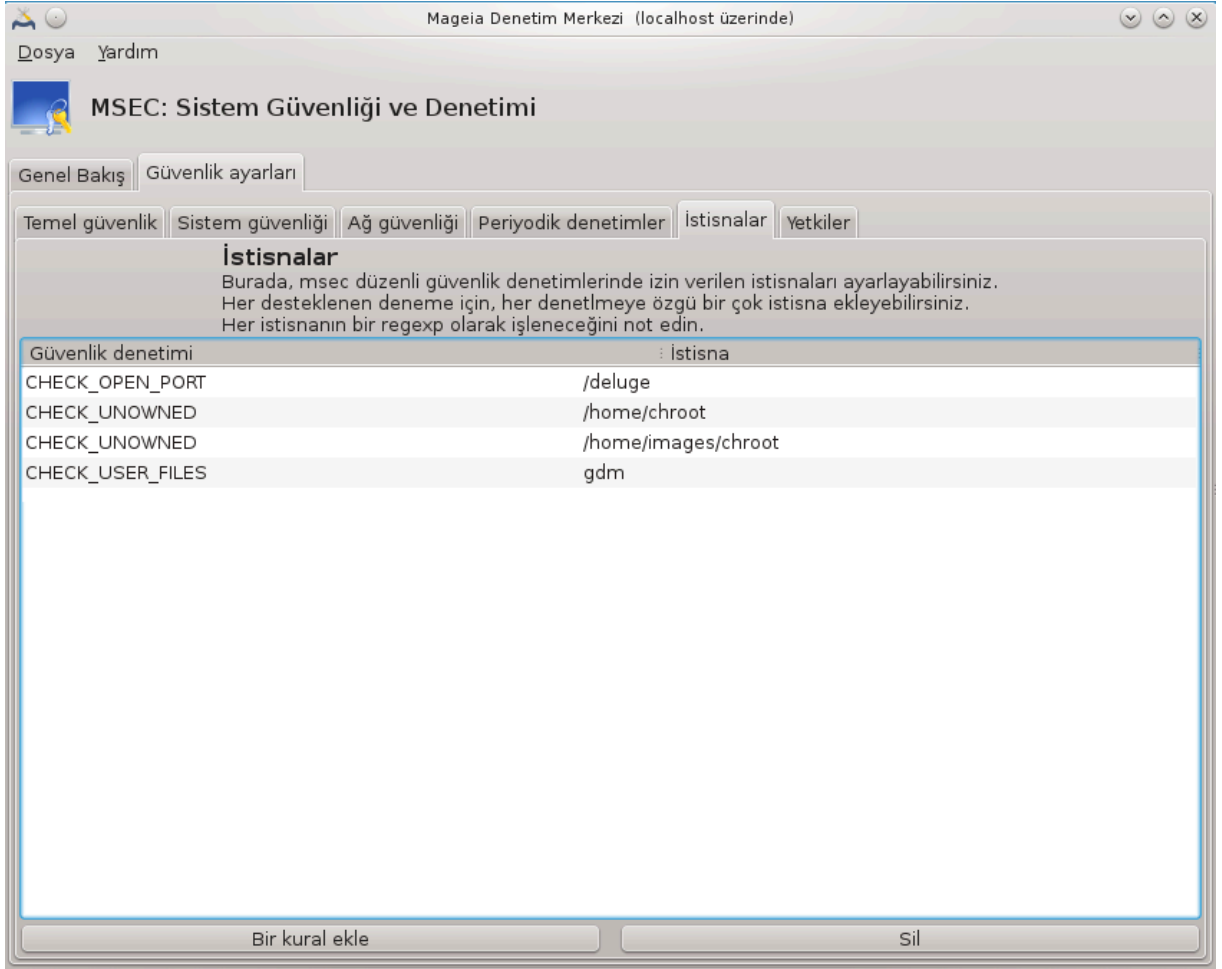 Mageia Denetim Merkezi (localhost üzerinde)
Dosya Yardım
MSEC: Sistem Güvenliği ve Denetimi
Genel Bakış Güvenlik ayarları
Temel güvenlik Sistem güvenliği Ağ güvenliği Periyodik denetimler İstisnalar Yetkiler
İstisnalar
Burada, msec düzenli güvenlik denetimlerinde izin verilen istisnaları ayarlayabilirsiniz.
Her desteklenen deneme için, her denetlmeye özgü bir çok istisna ekleyebilirsiniz.
Her istisnanın bir regexp olarak işleneceğini not edin.
Güvenlik denetimi İstisna
CHECK_OPEN_PORT /deluge
CHECK_UNOWNED /home/chroot
CHECK_UNOWNED /home/images/chroot
CHECK_USER_FILES gdm
Bir kural ekle Sil